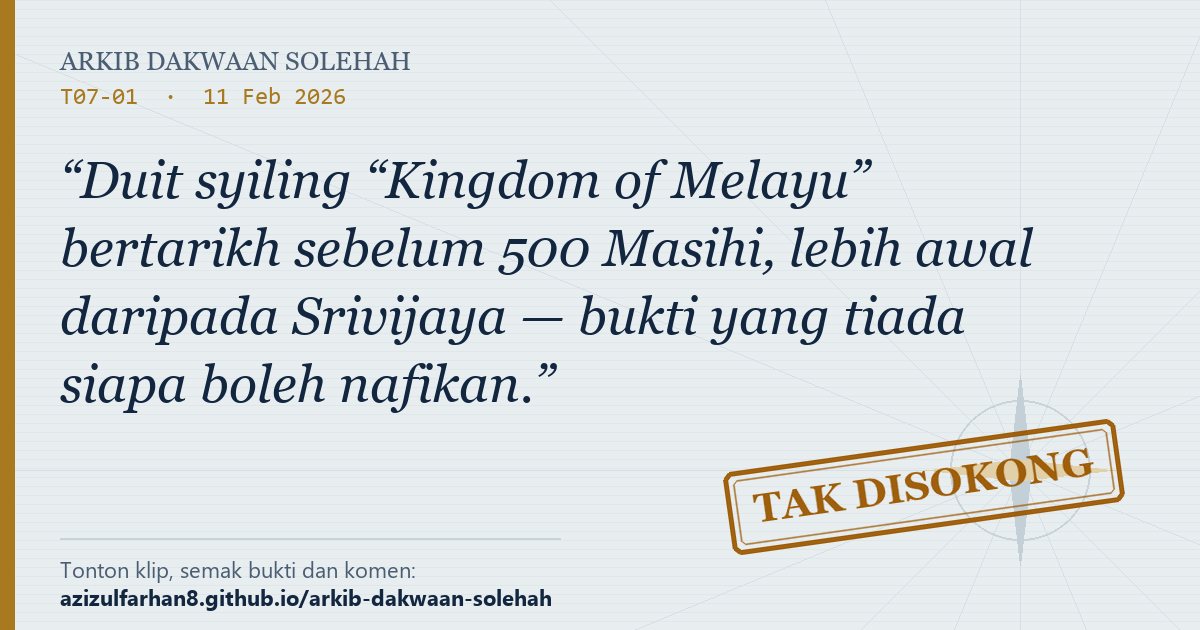 ARKIB DAKWAAN SOLEHAH
T07-01 · 11 Feb 2026
“Duit syiling “Kingdom of Melayu”
bertarikh sebelum 500 Masihi, lebih awal
daripada Srivijaya — bukti yang tiada
siapa boleh nafikan.”
TAK DISOKONG
Tonton klip, semak bukti dan komen:
azizulfarhan8.github.io/arkib-dakwaan-solehah